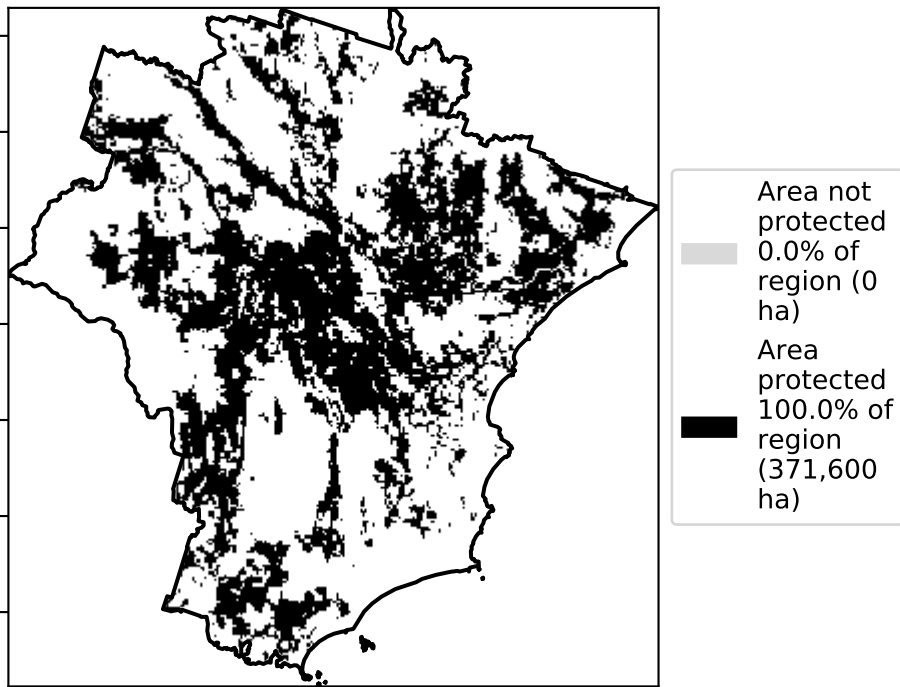 Area not
protected
0.0% of
region (0
ha)
Area
protected
100.0% of
region
(371,600
ha)